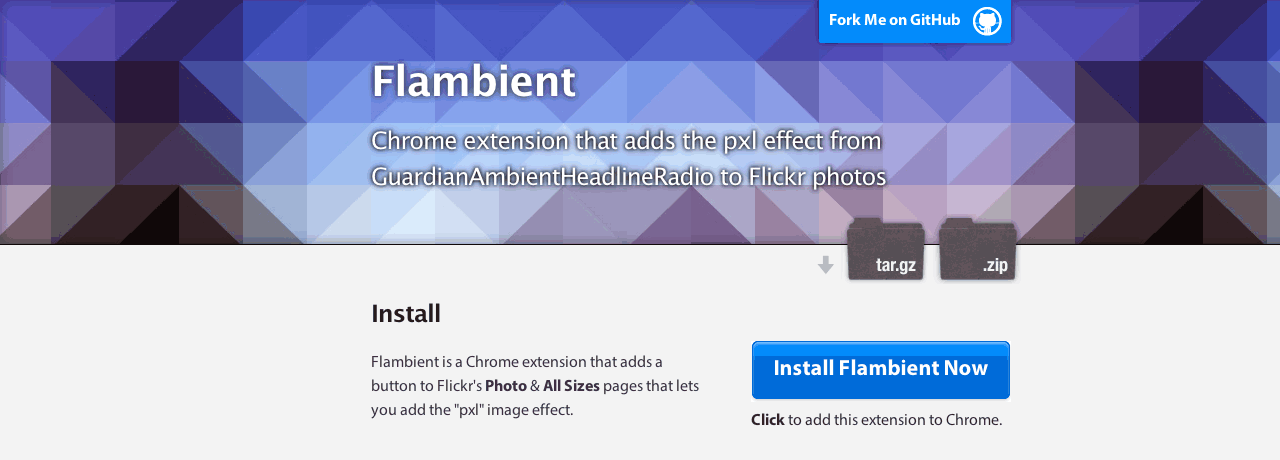 Fork Me on GitHub
Flambient
Chrome extension that adds the pxl effect from
GuardianAmbientHeadlineRadio to Flickr photos
tar.gz
.zip
Install
Flambient is a Chrome extension that adds a
button to Flickr's Photo & All Sizes pages that lets
you add the "pxl" image effect.
Install Flambient Now
Click to add this extension to Chrome.